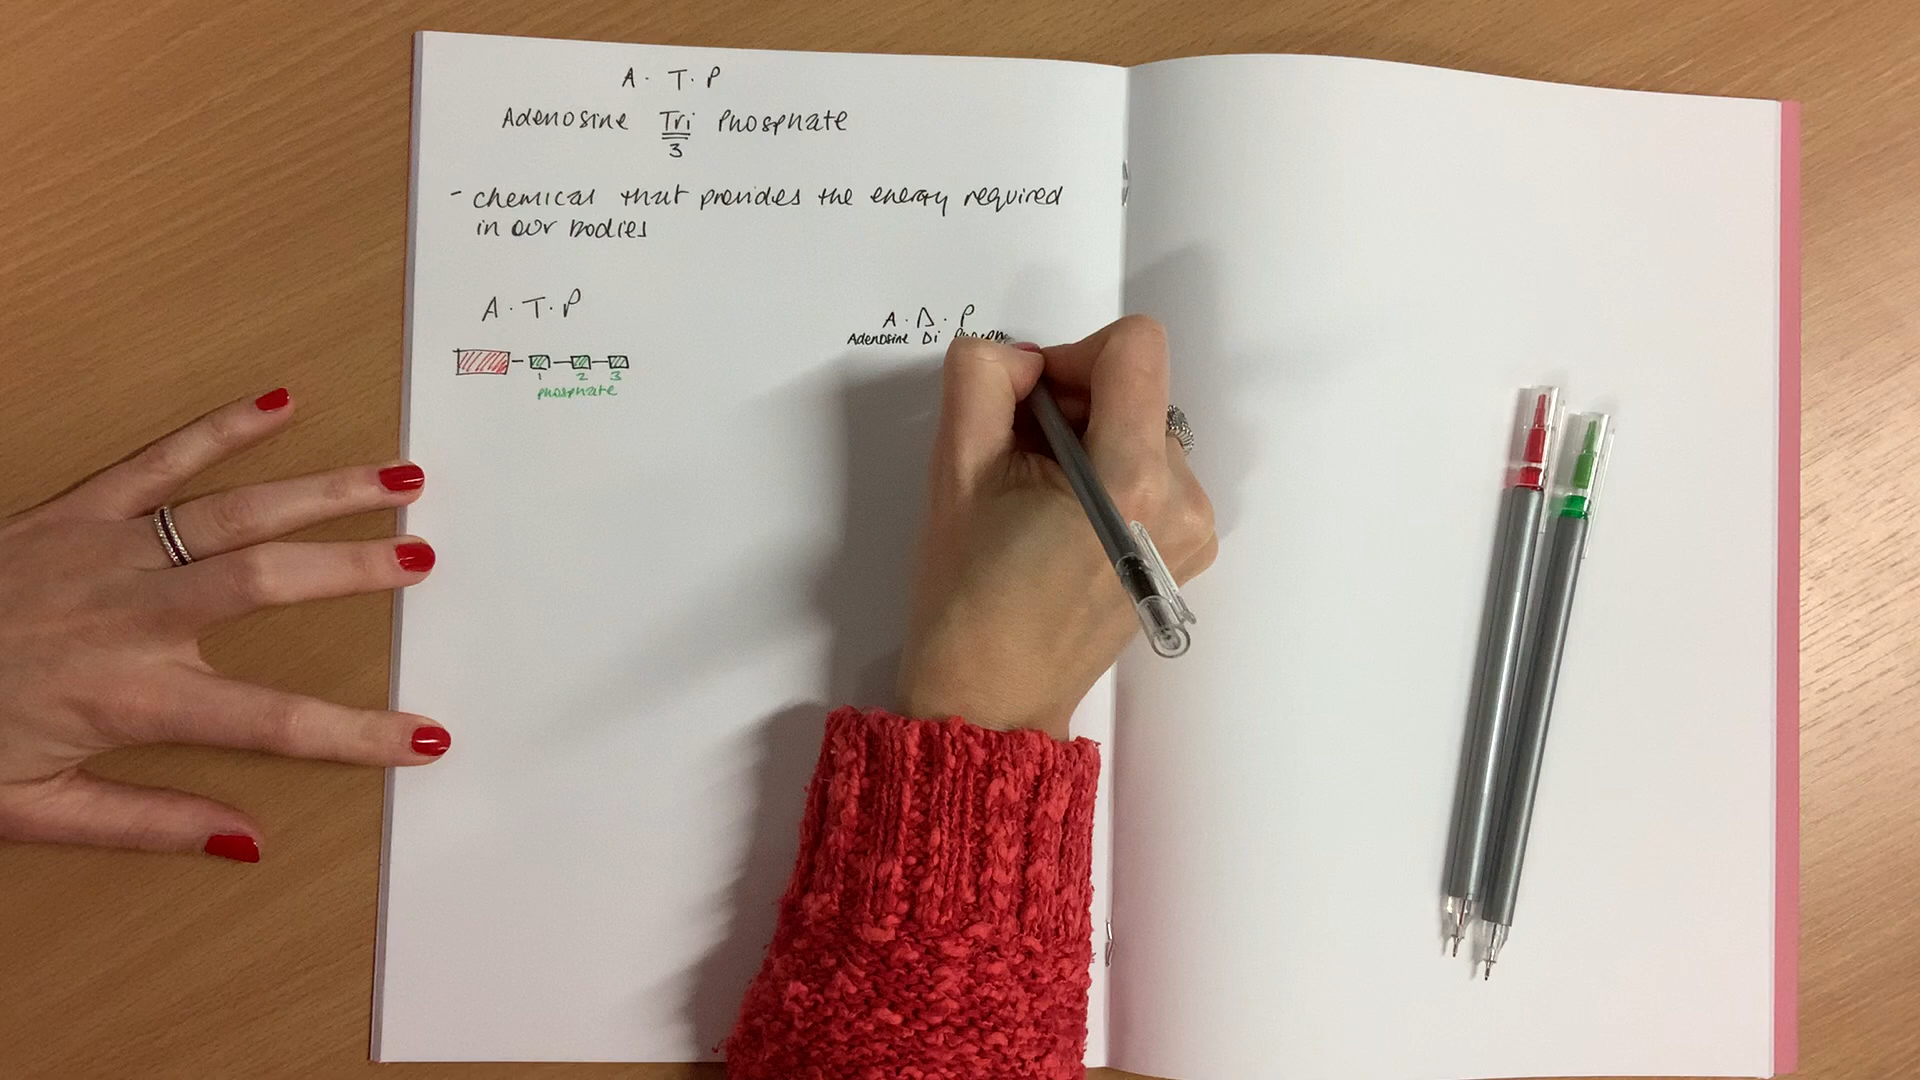 A. T. P
Adenosine Tri Phosphate
3
- chemical that provides the energy required
in our bodies
A. T. P
1 2 3
phosphate
A. D. P
Adenosine Di